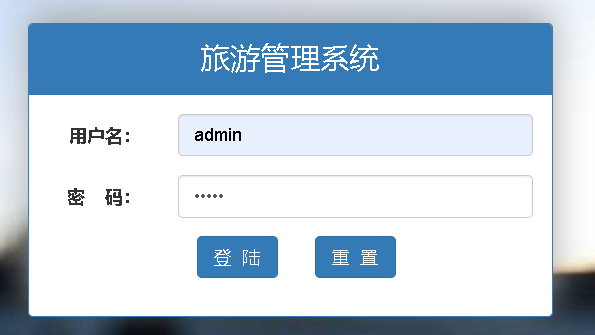 旅游管理系统
用户名： admin
密 码： •••••
登 陆 重 置